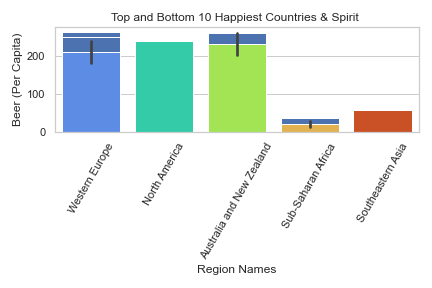 Top and Bottom 10 Happiest Countries & Spirit
Beer (Per Capita)
200
100
0
Western Europe
North America
Australia and New Zealand
Sub-Saharan Africa
Southeastern Asia
Region Names